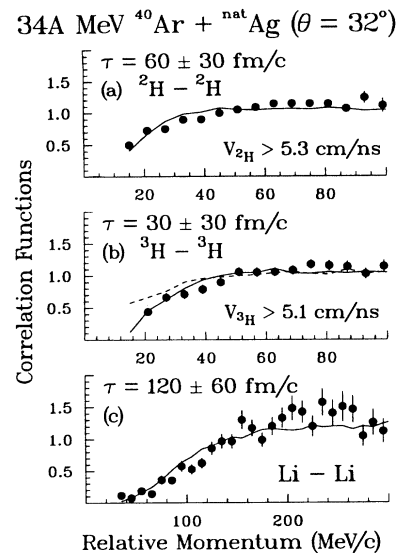 34A MeV ⁴⁰Ar + ⁿᵃᵗAg (θ = 32°)
τ = 60 ± 30 fm/c
(a) ²H − ²H
V₂H > 5.3 cm/ns
1.5
1.0
0.5
20 40 60 80
τ = 30 ± 30 fm/c
(b) ³H − ³H
V₃H > 5.1 cm/ns
1.5
1.0
0.5
20 40 60 80
τ = 120 ± 60 fm/c
(c)
Li − Li
1.5
1.0
0.5
100 200
Correlation Functions
Relative Momentum (MeV/c)